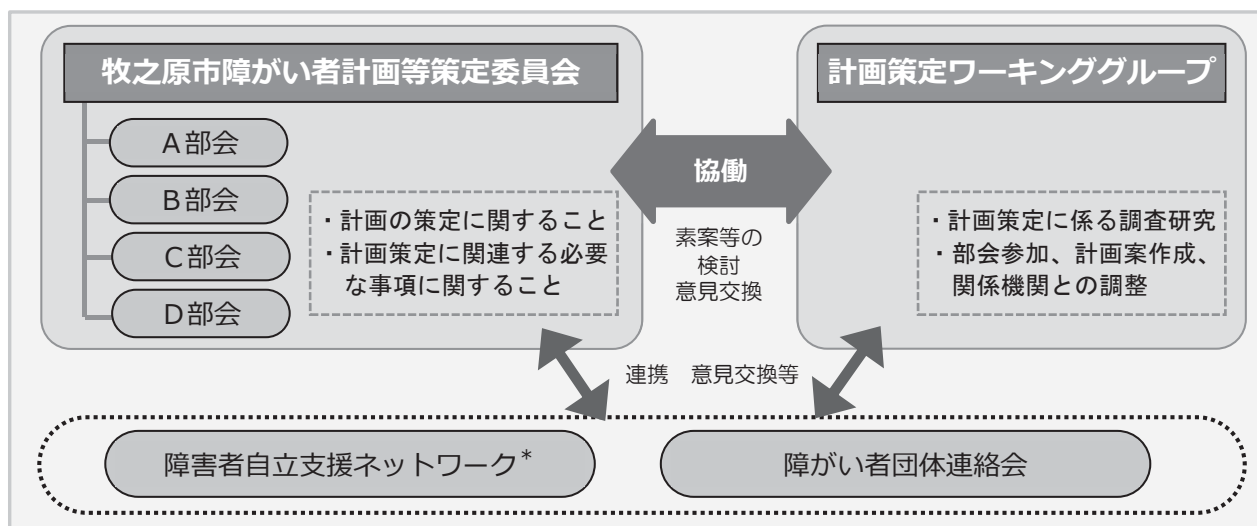 牧之原市障がい者計画等策定委員会
A部会
B部会
C部会
D部会
・計画の策定に関すること
・計画策定に関連する必要
な事項に関すること
協働
素案等の
検討
意見交換
計画策定ワーキンググループ
・計画策定に係る調査研究
・部会参加、計画案作成、
関係機関との調整
連携　意見交換等
障害者自立支援ネットワーク*
障がい者団体連絡会